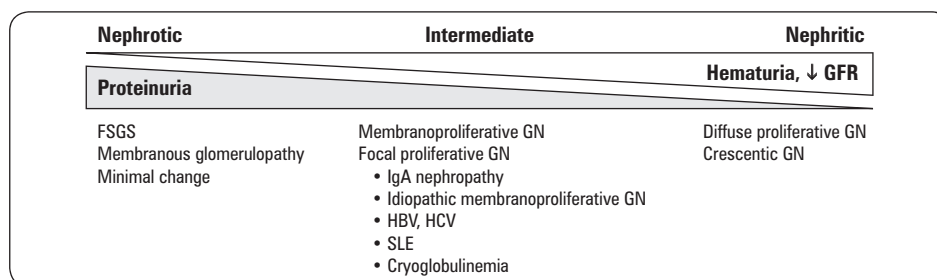 Nephrotic Intermediate Nephritic
Hematuria, ↓ GFR
Proteinuria
FSGS Membranoproliferative GN Diffuse proliferative GN
Membranous glomerulopathy Focal proliferative GN Crescentic GN
Minimal change • IgA nephropathy
• Idiopathic membranoproliferative GN
• HBV, HCV
• SLE
• Cryoglobulinemia